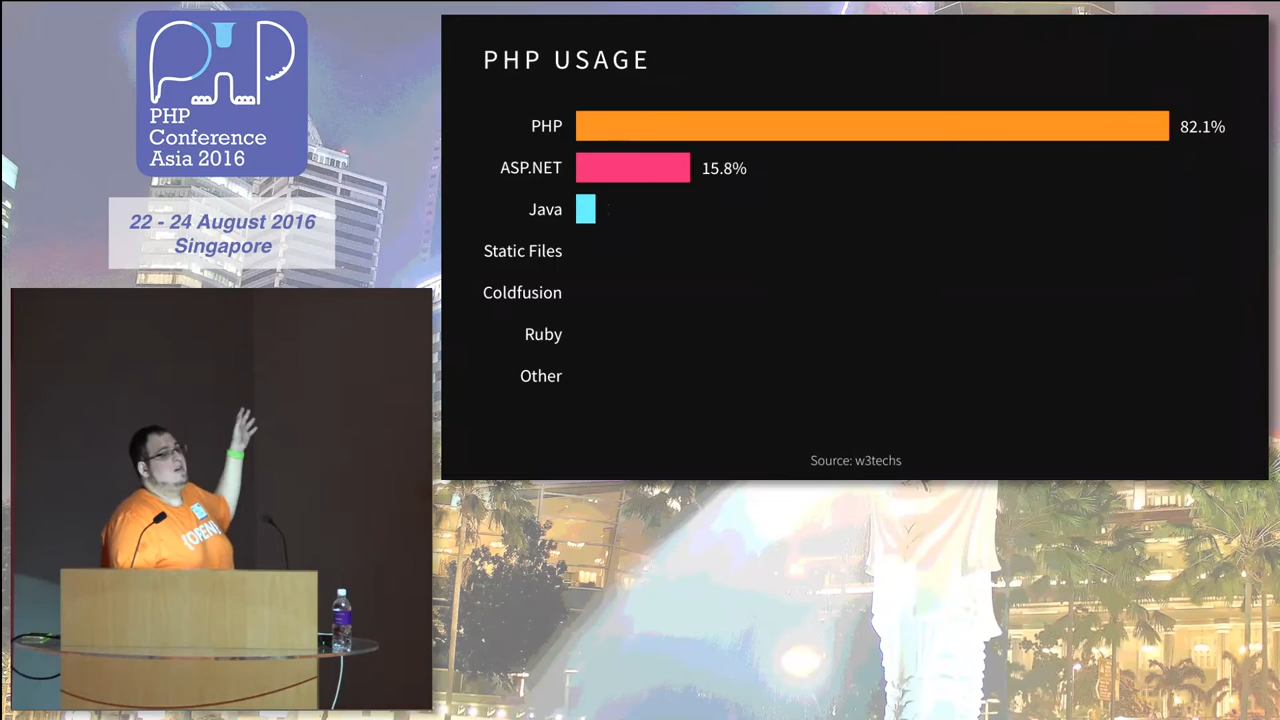 PHP
Conference
Asia 2016
22 - 24 August 2016
Singapore
PHP USAGE
PHP 82.1%
ASP.NET 15.8%
Java
Static Files
Coldfusion
Ruby
Other
Source: w3techs